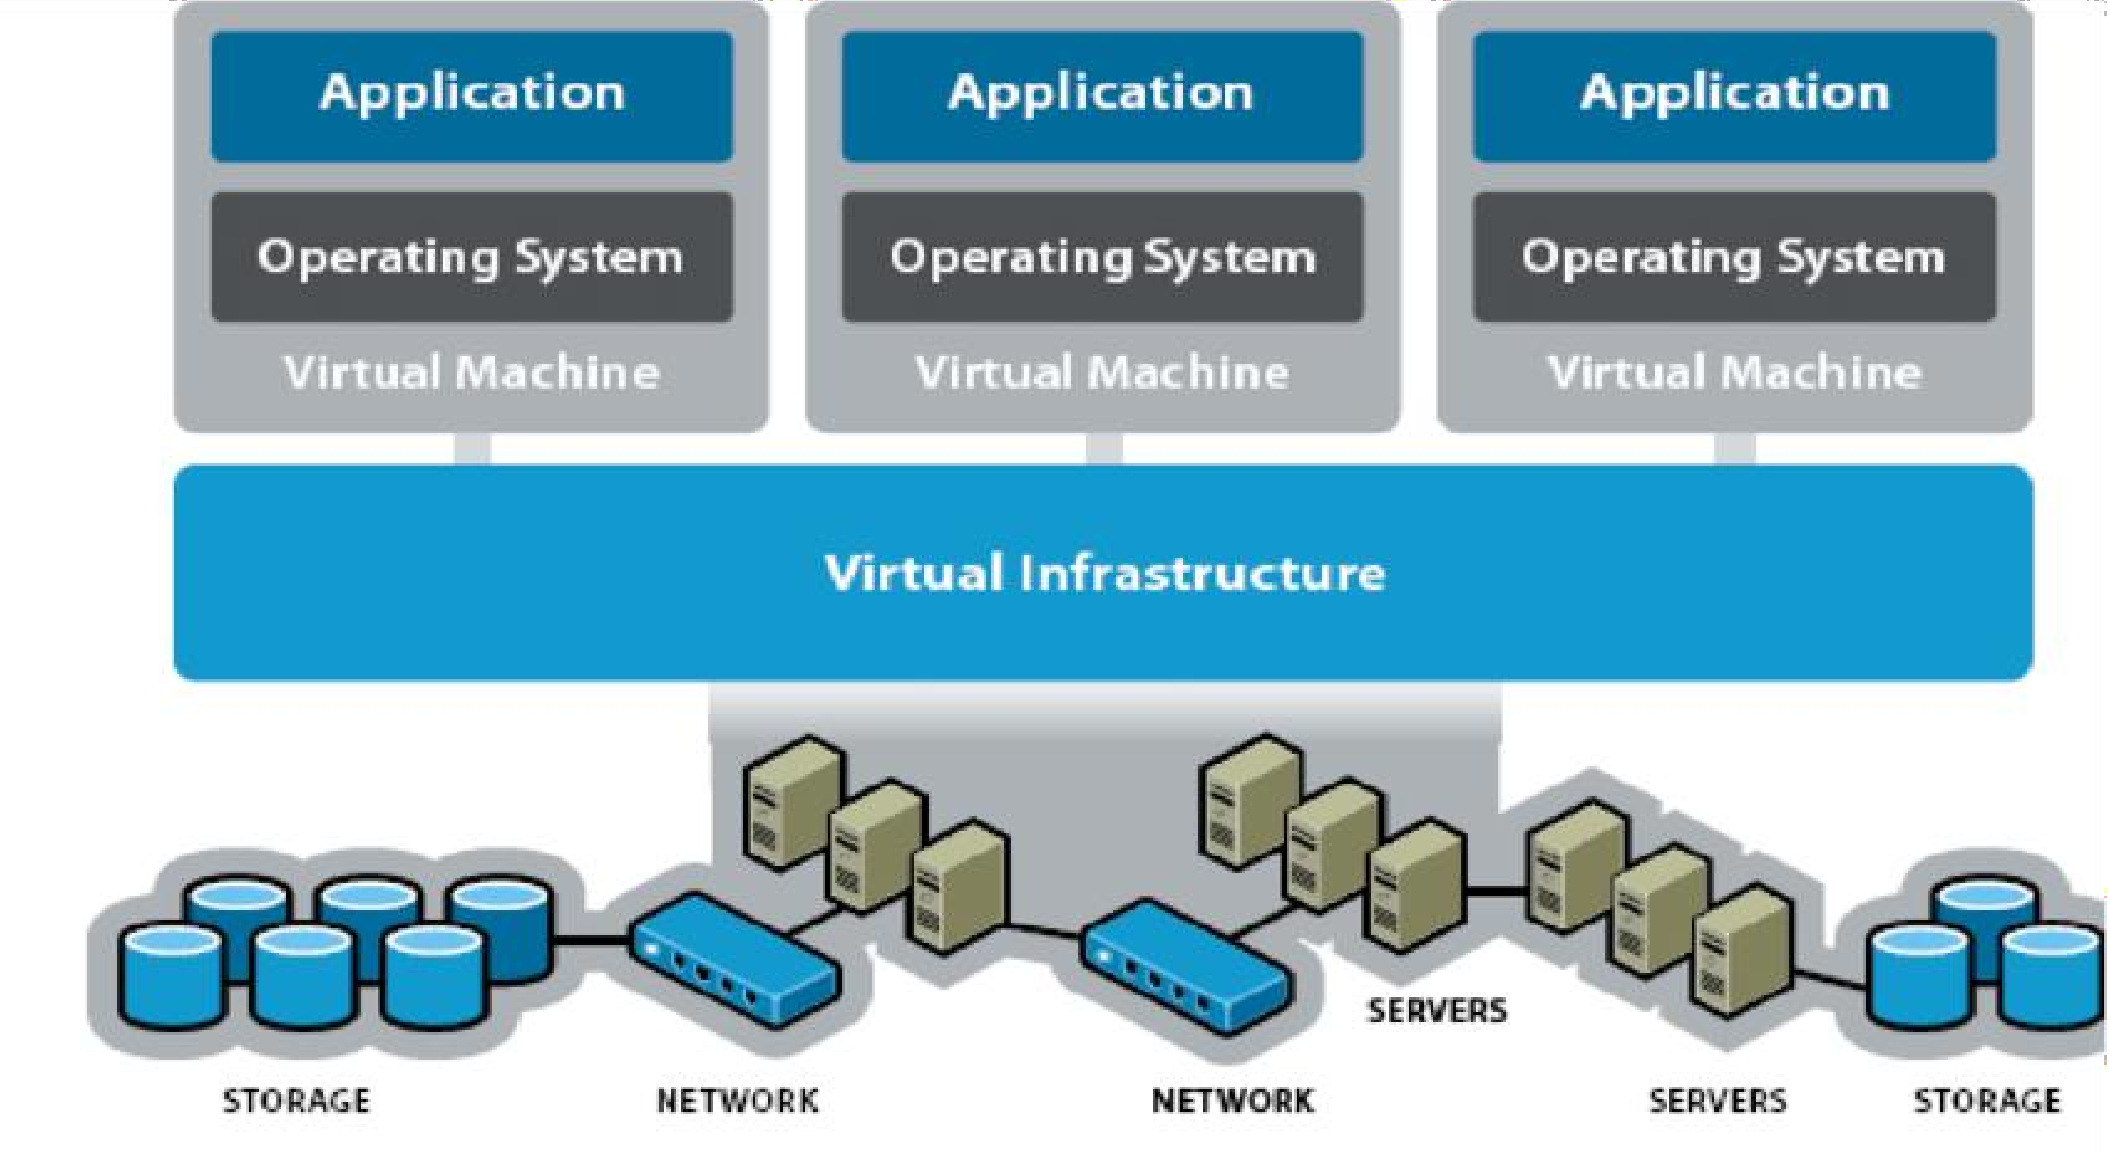 Application
Application
Application
Operating System
Operating System
Operating System
Virtual Machine
Virtual Machine
Virtual Machine
Virtual Infrastructure
SERVERS
STORAGE
NETWORK
NETWORK
SERVERS
STORAGE